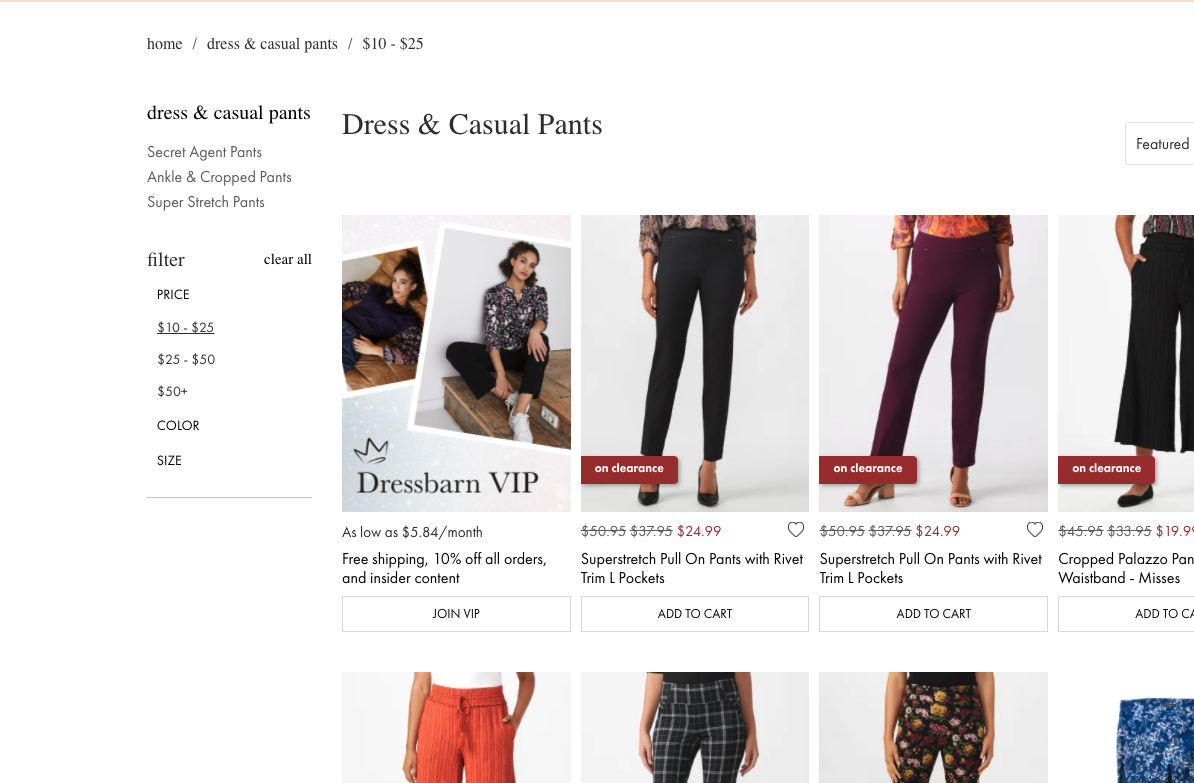 home / dress & casual pants / $10 - $25
dress & casual pants
Secret Agent Pants
Ankle & Cropped Pants
Super Stretch Pants
filter
clear all
PRICE
$10 - $25
$25 - $50
$50+
COLOR
SIZE
Dress & Casual Pants
Featured
Dressbarn VIP
As low as $5.84/month
Free shipping, 10% off all orders,
and insider content
JOIN VIP
on clearance
$50.95 $37.95 $24.99
Superstretch Pull On Pants with Rivet
Trim L Pockets
ADD TO CART
on clearance
$50.95 $37.95 $24.99
Superstretch Pull On Pants with Rivet
Trim L Pockets
ADD TO CART
on clearance
$45.95 $33.95 $19.99
Cropped Palazzo Pan
Waistband - Misses
ADD TO CA